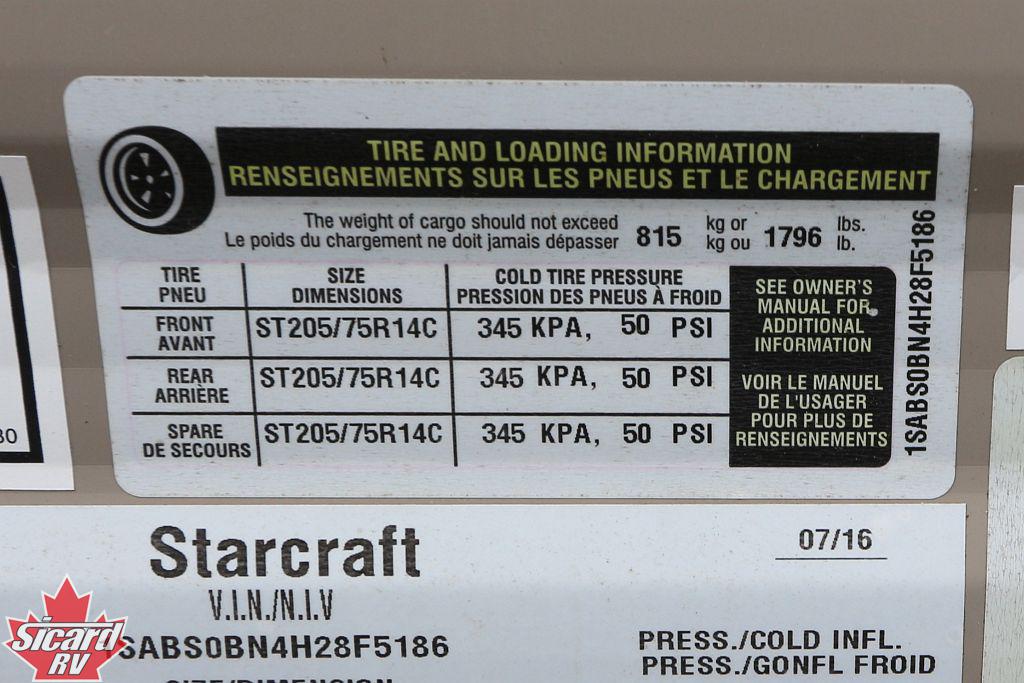 TIRE AND LOADING INFORMATION
RENSEIGNEMENTS SUR LES PNEUS ET LE CHARGEMENT
The weight of cargo should not exceed 815 kg or 1796 lbs.
Le poids du chargement ne doit jamais dépasser kg ou lb.
TIRE SIZE COLD TIRE PRESSURE
PNEU DIMENSIONS PRESSION DES PNEUS À FROID
FRONT
AVANT
ST205/75R14C 345 KPA, 50 PSI
REAR
ARRIÈRE
ST205/75R14C 345 KPA, 50 PSI
SPARE
DE SECOURS
ST205/75R14C 345 KPA, 50 PSI
SEE OWNER'S
MANUAL FOR
ADDITIONAL
INFORMATION
VOIR LE MANUEL
DE L'USAGER
POUR PLUS DE
RENSEIGNEMENTS
1SABS0BN4H28F5186
Starcraft
07/16
V.I.N./N.I.V
SABS0BN4H28F5186
PRESS./COLD INFL.
PRESS./GONFL FROID
SIZE/DIMENSION
Sicard
RV